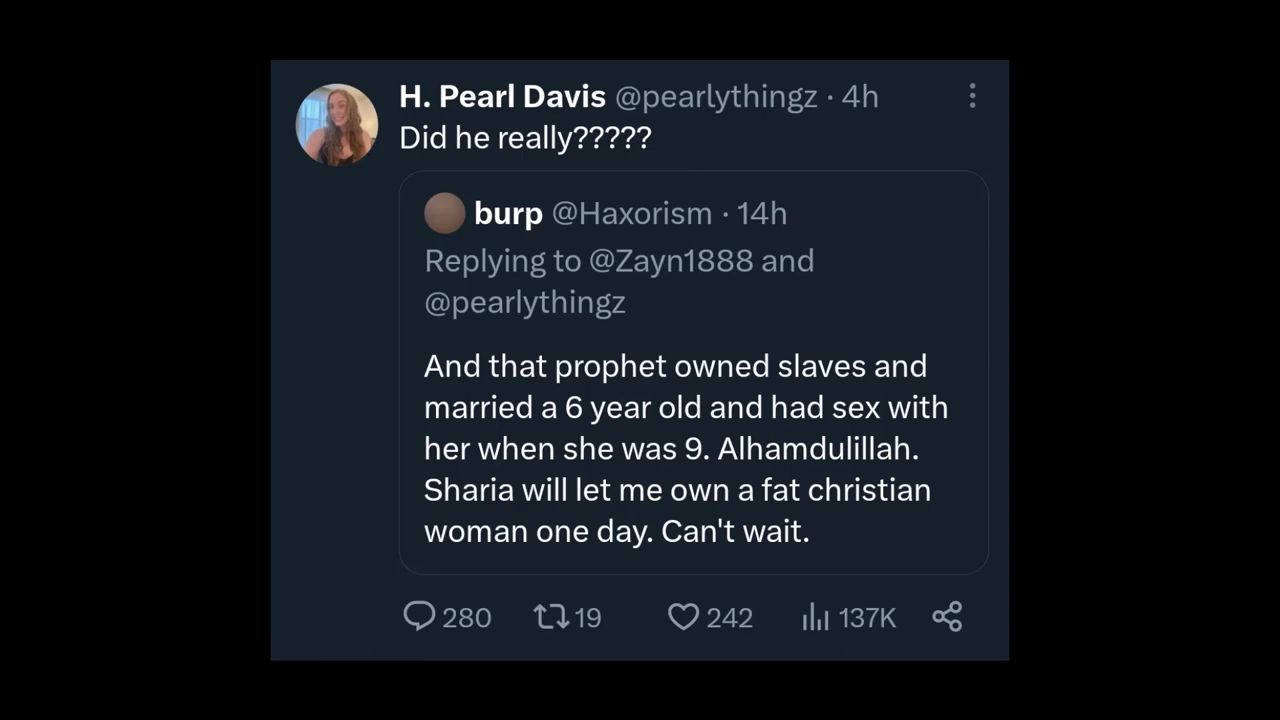 H. Pearl Davis @pearlythingz · 4h
Did he really?????
burp @Haxorism · 14h
Replying to @Zayn1888 and
@pearlythingz
And that prophet owned slaves and
married a 6 year old and had sex with
her when she was 9. Alhamdulillah.
Sharia will let me own a fat christian
woman one day. Can't wait.
280 19 242 137K